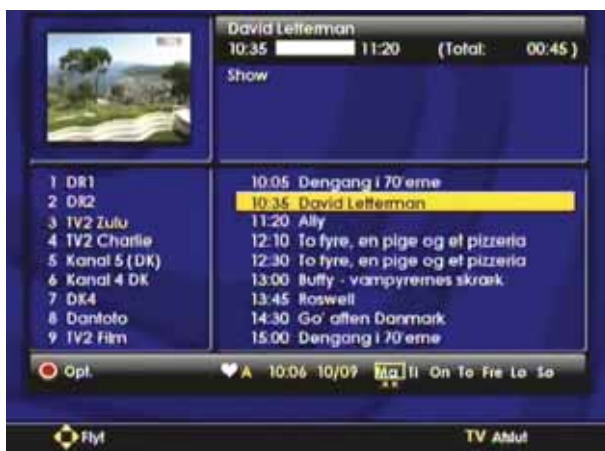 David Letterman
10:35 11:20 (Total: 00:45 )
Show
1 DR1
2 DR2
3 TV2 Zulu
4 TV2 Charlie
5 Kanal 5 (DK)
6 Kanal 4 DK
7 DK4
8 Dantoto
9 TV2 Film
10:05 Dengang i 70'erne
10:35 David Letterman
11:20 Ally
12:10 To fyre, en pige og et pizzeria
12:30 To fyre, en pige og et pizzeria
13:00 Buffy - vampyrernes skræk
13:45 Roswell
14:30 Go' aften Danmark
15:00 Dengang i 70'erne
Opt. A 10:06 10/09 Ma Ti On To Fre Lø Sø
Flyt TV Afslut